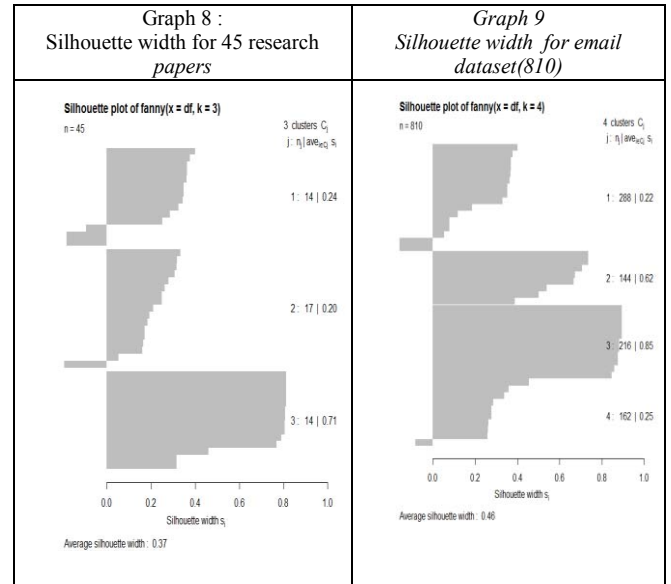 Graph 8 :
Silhouette width for 45 research
papers
Silhouette plot of fanny(x = df, k = 3)
n = 45
3 clusters Cj
j : nj | avei∈Cj si
1 : 14 | 0.24
2 : 17 | 0.20
3 : 14 | 0.71
0.0 0.2 0.4 0.6 0.8 1.0
Silhouette width si
Average silhouette width : 0.37
Graph 9
Silhouette width for email
dataset(810)
Silhouette plot of fanny(x = df, k = 4)
n = 810
4 clusters Cj
j : nj | avei∈Cj si
1 : 288 | 0.22
2 : 144 | 0.62
3 : 216 | 0.85
4 : 162 | 0.25
0.0 0.2 0.4 0.6 0.8 1.0
Silhouette width si
Average silhouette width : 0.46